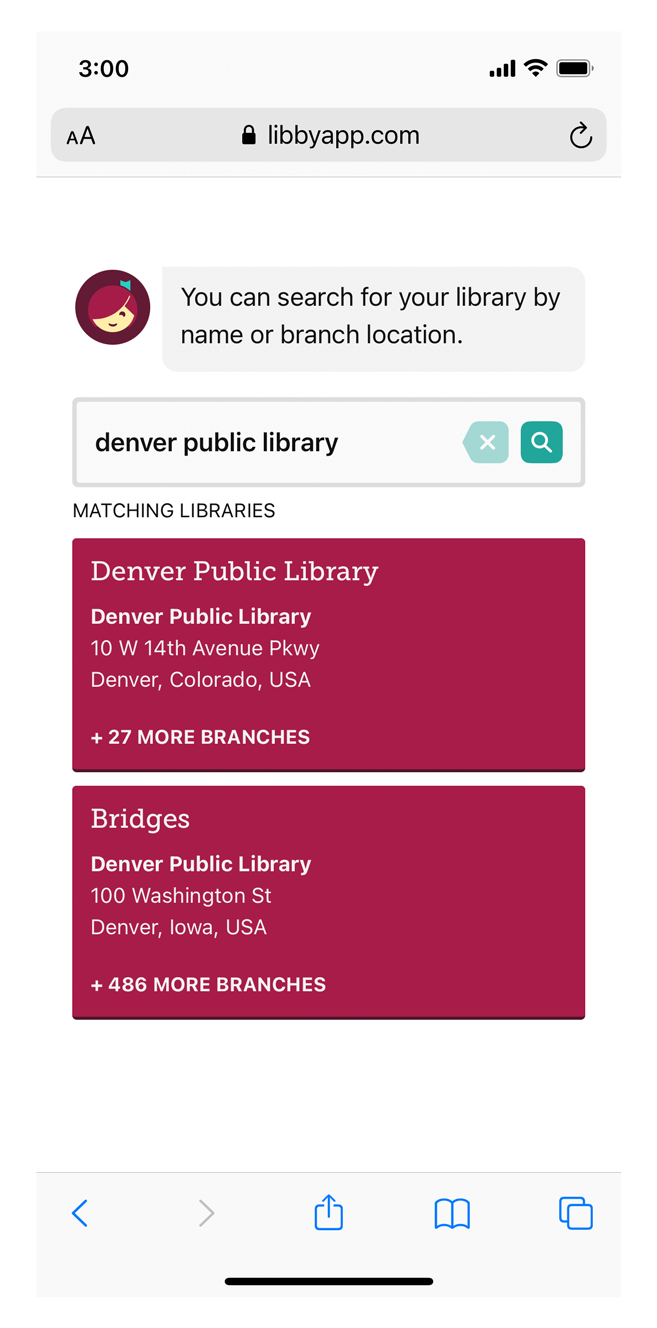 3:00
AA libbyapp.com
You can search for your library by
name or branch location.
denver public library
MATCHING LIBRARIES
Denver Public Library
Denver Public Library
10 W 14th Avenue Pkwy
Denver, Colorado, USA
+ 27 MORE BRANCHES
Bridges
Denver Public Library
100 Washington St
Denver, Iowa, USA
+ 486 MORE BRANCHES